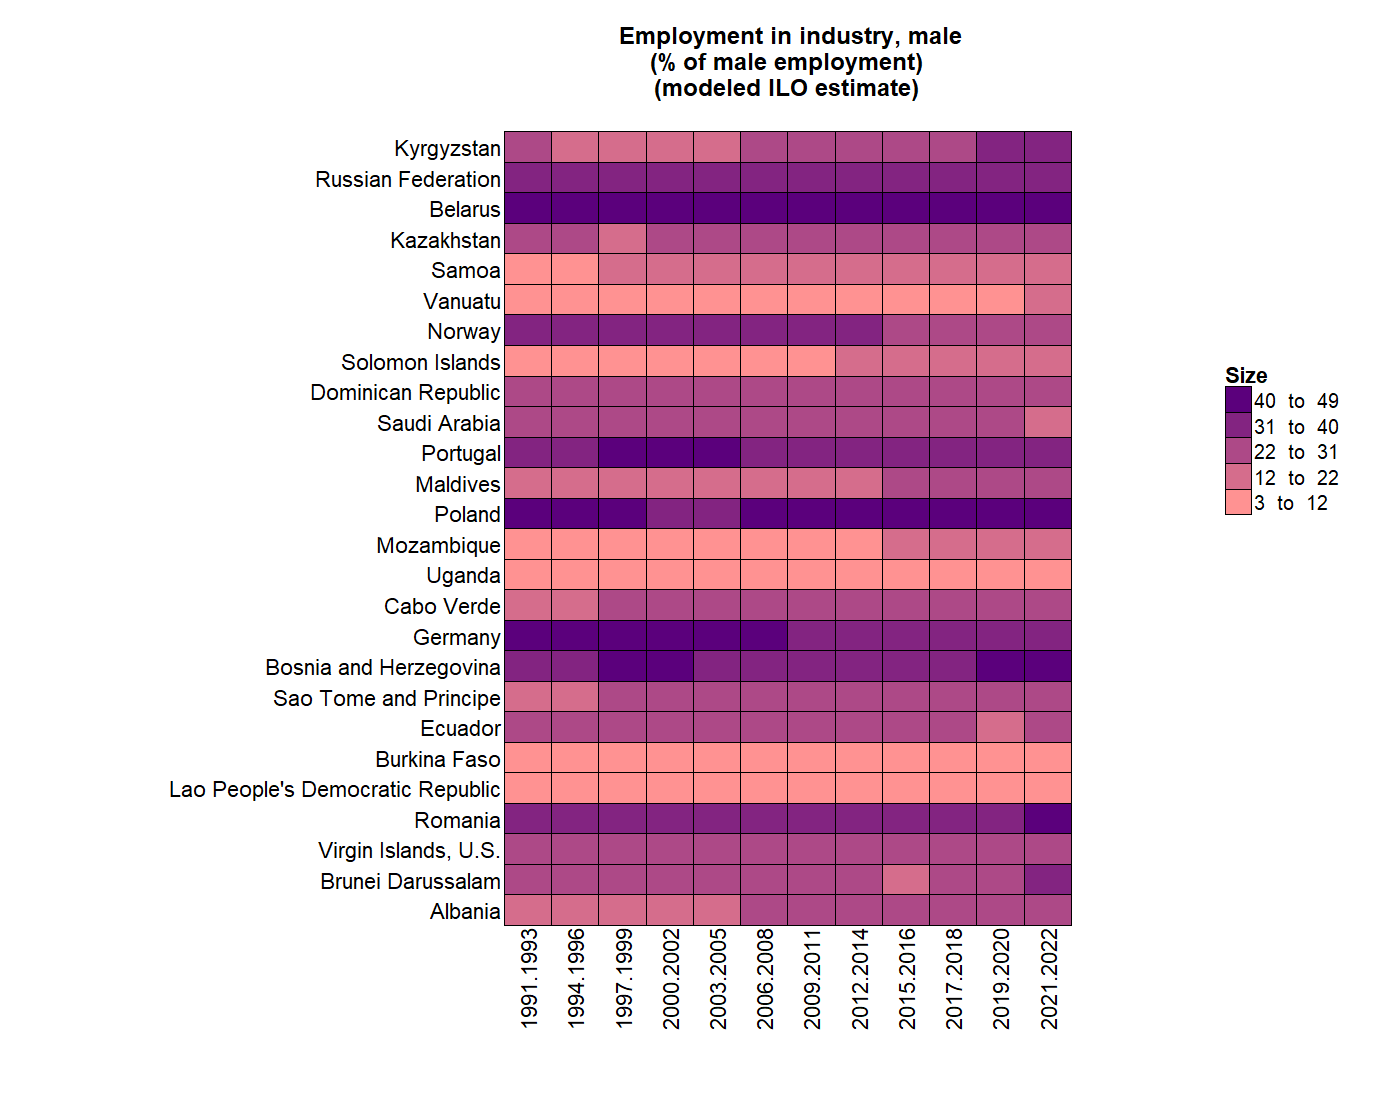 Employment in industry, male
(% of male employment)
(modeled ILO estimate)
Kyrgyzstan
Russian Federation
Belarus
Kazakhstan
Samoa
Vanuatu
Norway
Solomon Islands
Dominican Republic
Saudi Arabia
Portugal
Maldives
Poland
Mozambique
Uganda
Cabo Verde
Germany
Bosnia and Herzegovina
Sao Tome and Principe
Ecuador
Burkina Faso
Lao People's Democratic Republic
Romania
Virgin Islands, U.S.
Brunei Darussalam
Albania
1991.1993
1994.1996
1997.1999
2000.2002
2003.2005
2006.2008
2009.2011
2012.2014
2015.2016
2017.2018
2019.2020
2021.2022
Size
40 to 49
31 to 40
22 to 31
12 to 22
3 to 12